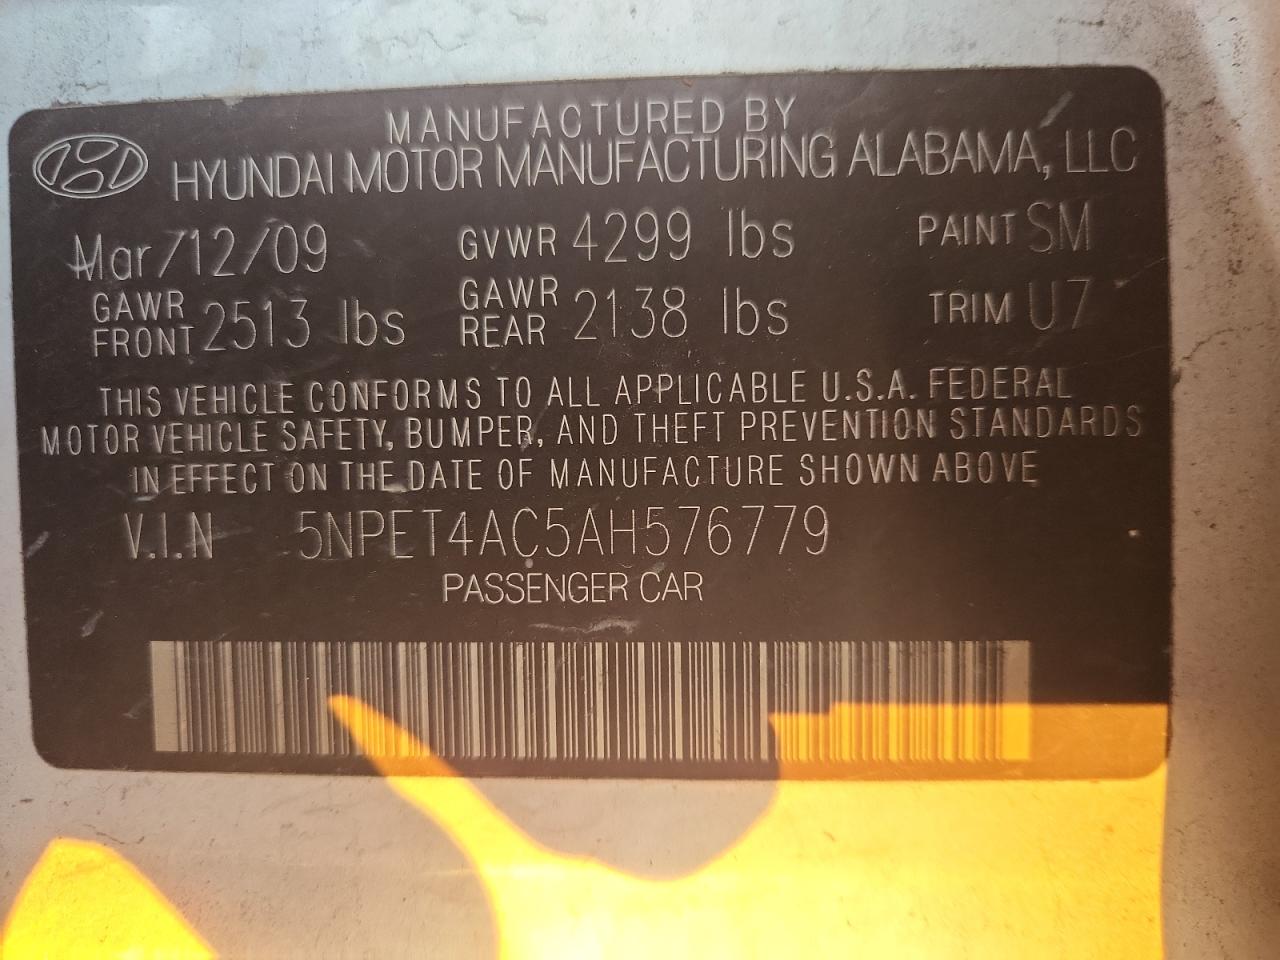 MANUFACTURED BY
HYUNDAI MOTOR MANUFACTURING ALABAMA, LLC
Mar/12/09 GVWR 4299 lbs PAINT SM
GAWR FRONT 2513 lbs GAWR REAR 2138 lbs TRIM U7
THIS VEHICLE CONFORMS TO ALL APPLICABLE U.S.A. FEDERAL
MOTOR VEHICLE SAFETY, BUMPER, AND THEFT PREVENTION STANDARDS
IN EFFECT ON THE DATE OF MANUFACTURE SHOWN ABOVE
V.I.N 5NPET4AC5AH576779
PASSENGER CAR